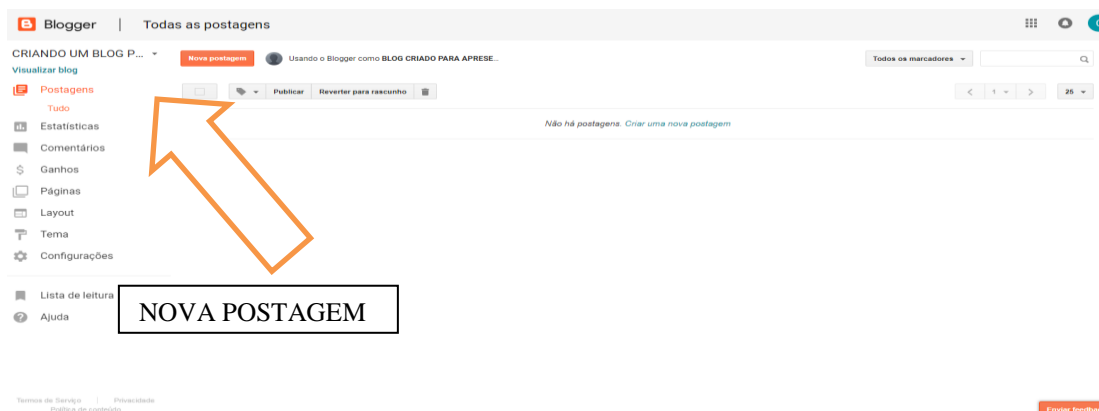 Blogger | Todas as postagens
CRIANDO UM BLOG P...
Visualizar blog
Nova postagem
Usando o Blogger como BLOG CRIADO PARA APRESE...
Todos os marcadores
Postagens
Tudo
Publicar
Reverter para rascunho
1
25
Não há postagens. Criar uma nova postagem
Estatísticas
Comentários
Ganhos
Páginas
Layout
Tema
Configurações
Lista de leitura
Ajuda
NOVA POSTAGEM
Termos de Serviço | Privacidade
Política de conteúdo
Enviar feedba